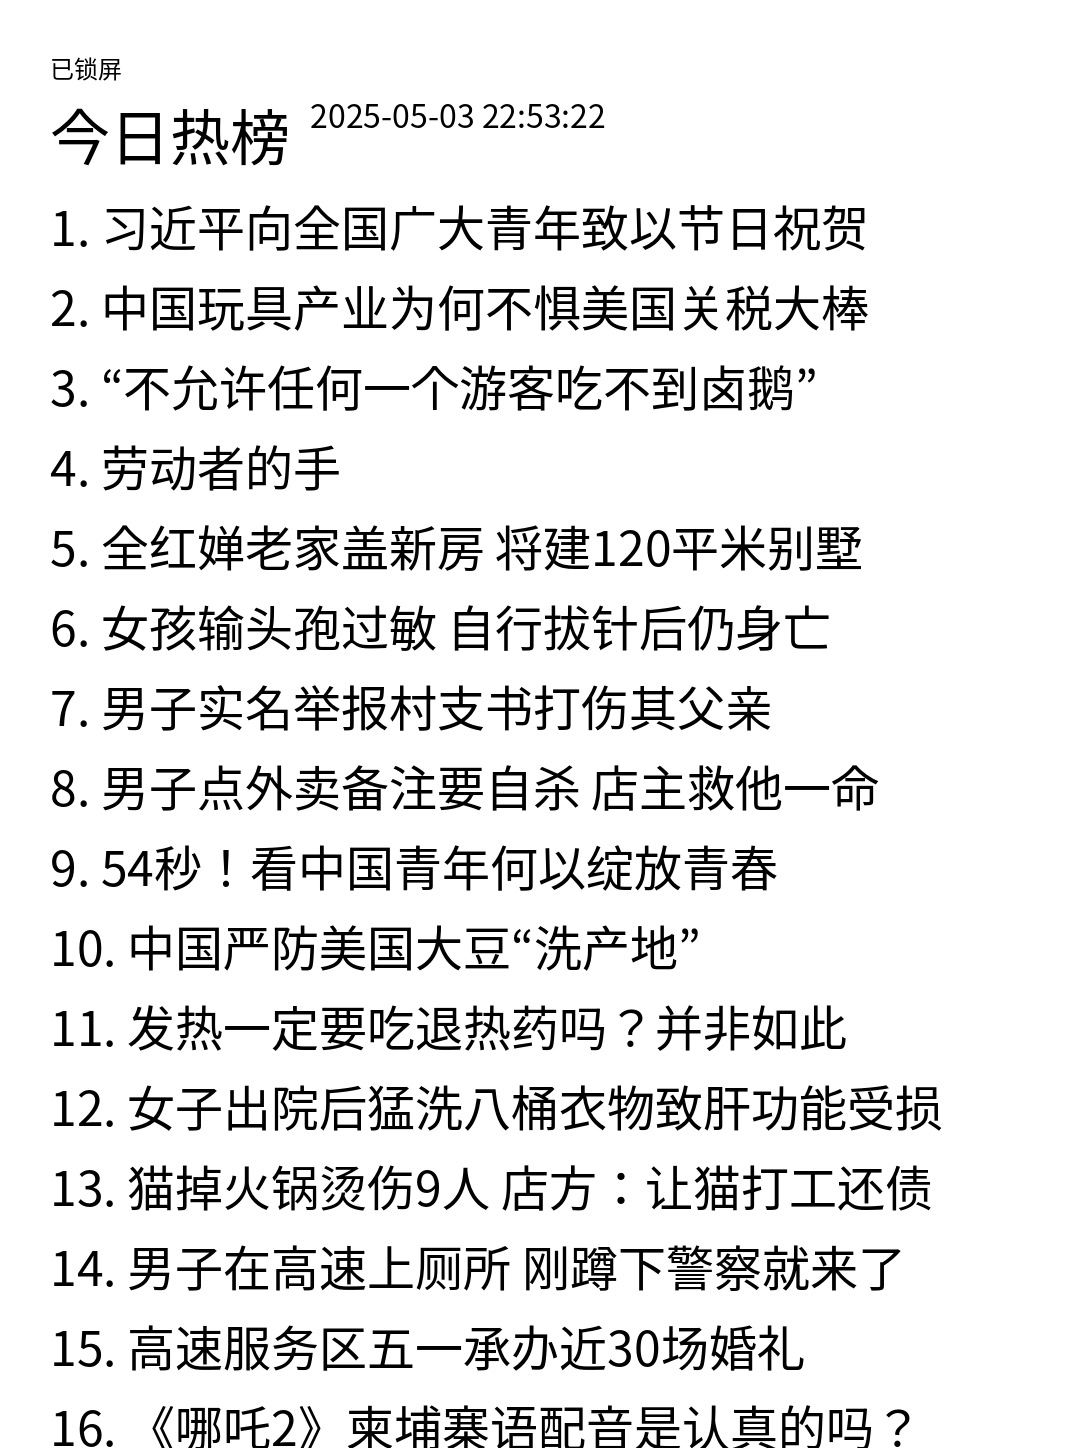 已锁屏
今日热榜 2025-05-03 22:53:22
1. 习近平向全国广大青年致以节日祝贺
2. 中国玩具产业为何不惧美国关税大棒
3. “不允许任何一个游客吃不到卤鹅”
4. 劳动者的手
5. 全红婵老家盖新房 将建120平米别墅
6. 女孩输头孢过敏 自行拔针后仍身亡
7. 男子实名举报村支书打伤其父亲
8. 男子点外卖备注要自杀 店主救他一命
9. 54秒！看中国青年何以绽放青春
10. 中国严防美国大豆“洗产地”
11. 发热一定要吃退热药吗？并非如此
12. 女子出院后猛洗八桶衣物致肝功能受损
13. 猫掉火锅烫伤9人 店方：让猫打工还债
14. 男子在高速上厕所 刚蹲下警察就来了
15. 高速服务区五一承办近30场婚礼
16. 《哪吒2》柬埔寨语配音是认真的吗？